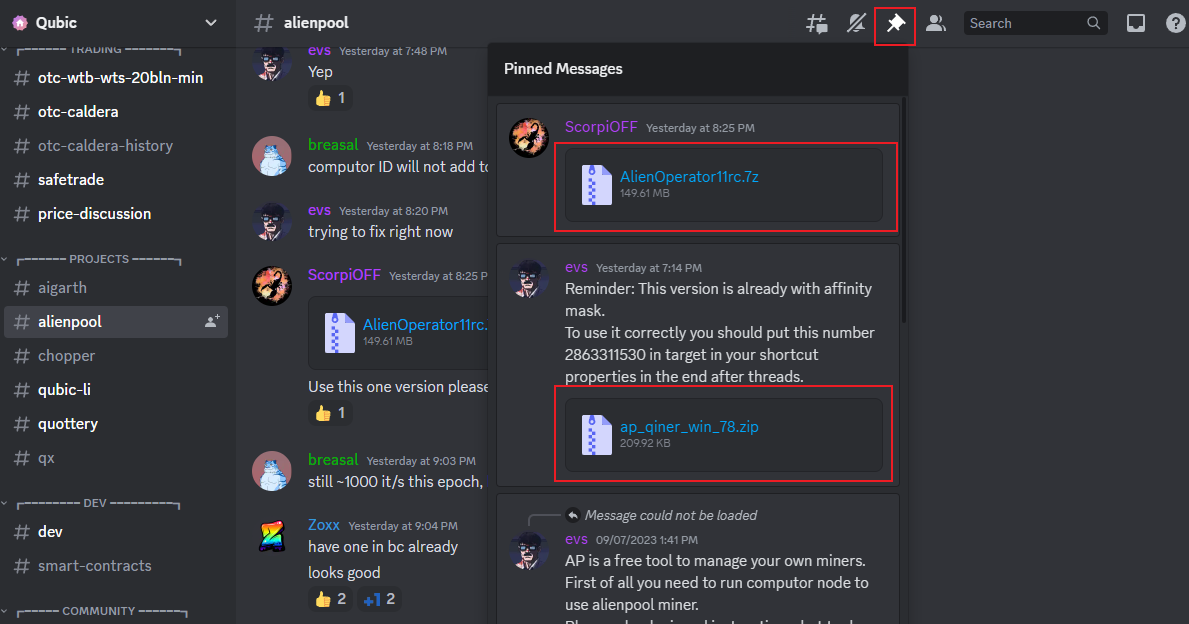 Qubic
TRADING
# otc-wtb-wts-20bln-min
# otc-caldera
# otc-caldera-history
# safetrade
# price-discussion
PROJECTS
# aigarth
# alienpool
# chopper
# qubic-li
# quottery
# qx
DEV
# dev
# smart-contracts
COMMUNITY
# alienpool
Search
evs Yesterday at 7:48 PM
Yep
👍 1
breasal Yesterday at 8:18 PM
computor ID will not add to
evs Yesterday at 8:20 PM
trying to fix right now
ScorpiOFF Yesterday at 8:25 P
AlienOperator11rc.
149.61 MB
Use this one version please
👍 1
breasal Yesterday at 9:03 PM
still ~1000 it/s this epoch,
Zoxx Yesterday at 9:04 PM
have one in bc already
looks good
👍 2 +1 2
Pinned Messages
ScorpiOFF Yesterday at 8:25 PM
AlienOperator11rc.7z
149.61 MB
evs Yesterday at 7:14 PM
Reminder: This version is already with affinity
mask.
To use it correctly you should put this number
2863311530 in target in your shortcut
properties in the end after threads.
ap_qiner_win_78.zip
209.92 KB
Message could not be loaded
evs 09/07/2023 1:41 PM
AP is a free tool to manage your own miners.
First of all you need to run computor node to
use alienpool miner.